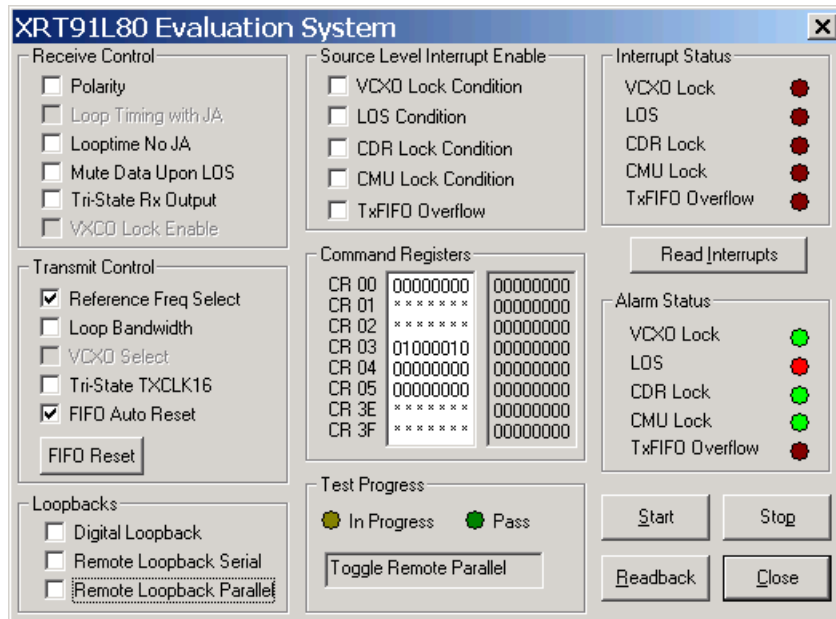 XRT91L80 Evaluation System
Receive Control
Polarity
Loop Timing with JA
Looptime No JA
Mute Data Upon LOS
Tri-State Rx Output
VXCO Lock Enable
Transmit Control
Reference Freq Select
Loop Bandwidth
VCXO Select
Tri-State TXCLK16
FIFO Auto Reset
FIFO Reset
Loopbacks
Digital Loopback
Remote Loopback Serial
Remote Loopback Parallel
Source Level Interrupt Enable
VCXO Lock Condition
LOS Condition
CDR Lock Condition
CMU Lock Condition
TxFIFO Overflow
Command Registers
CR 00 00000000 00000000
CR 01 * * * * * * * 00000000
CR 02 * * * * * * * 00000000
CR 03 01000010 00000000
CR 04 00000000 00000000
CR 05 00000000 00000000
CR 3E * * * * * * * 00000000
CR 3F * * * * * * * 00000000
Test Progress
In Progress Pass
Toggle Remote Parallel
Interrupt Status
VCXO Lock
LOS
CDR Lock
CMU Lock
TxFIFO Overflow
Read Interrupts
Alarm Status
VCXO Lock
LOS
CDR Lock
CMU Lock
TxFIFO Overflow
Start Stop
Readback Close